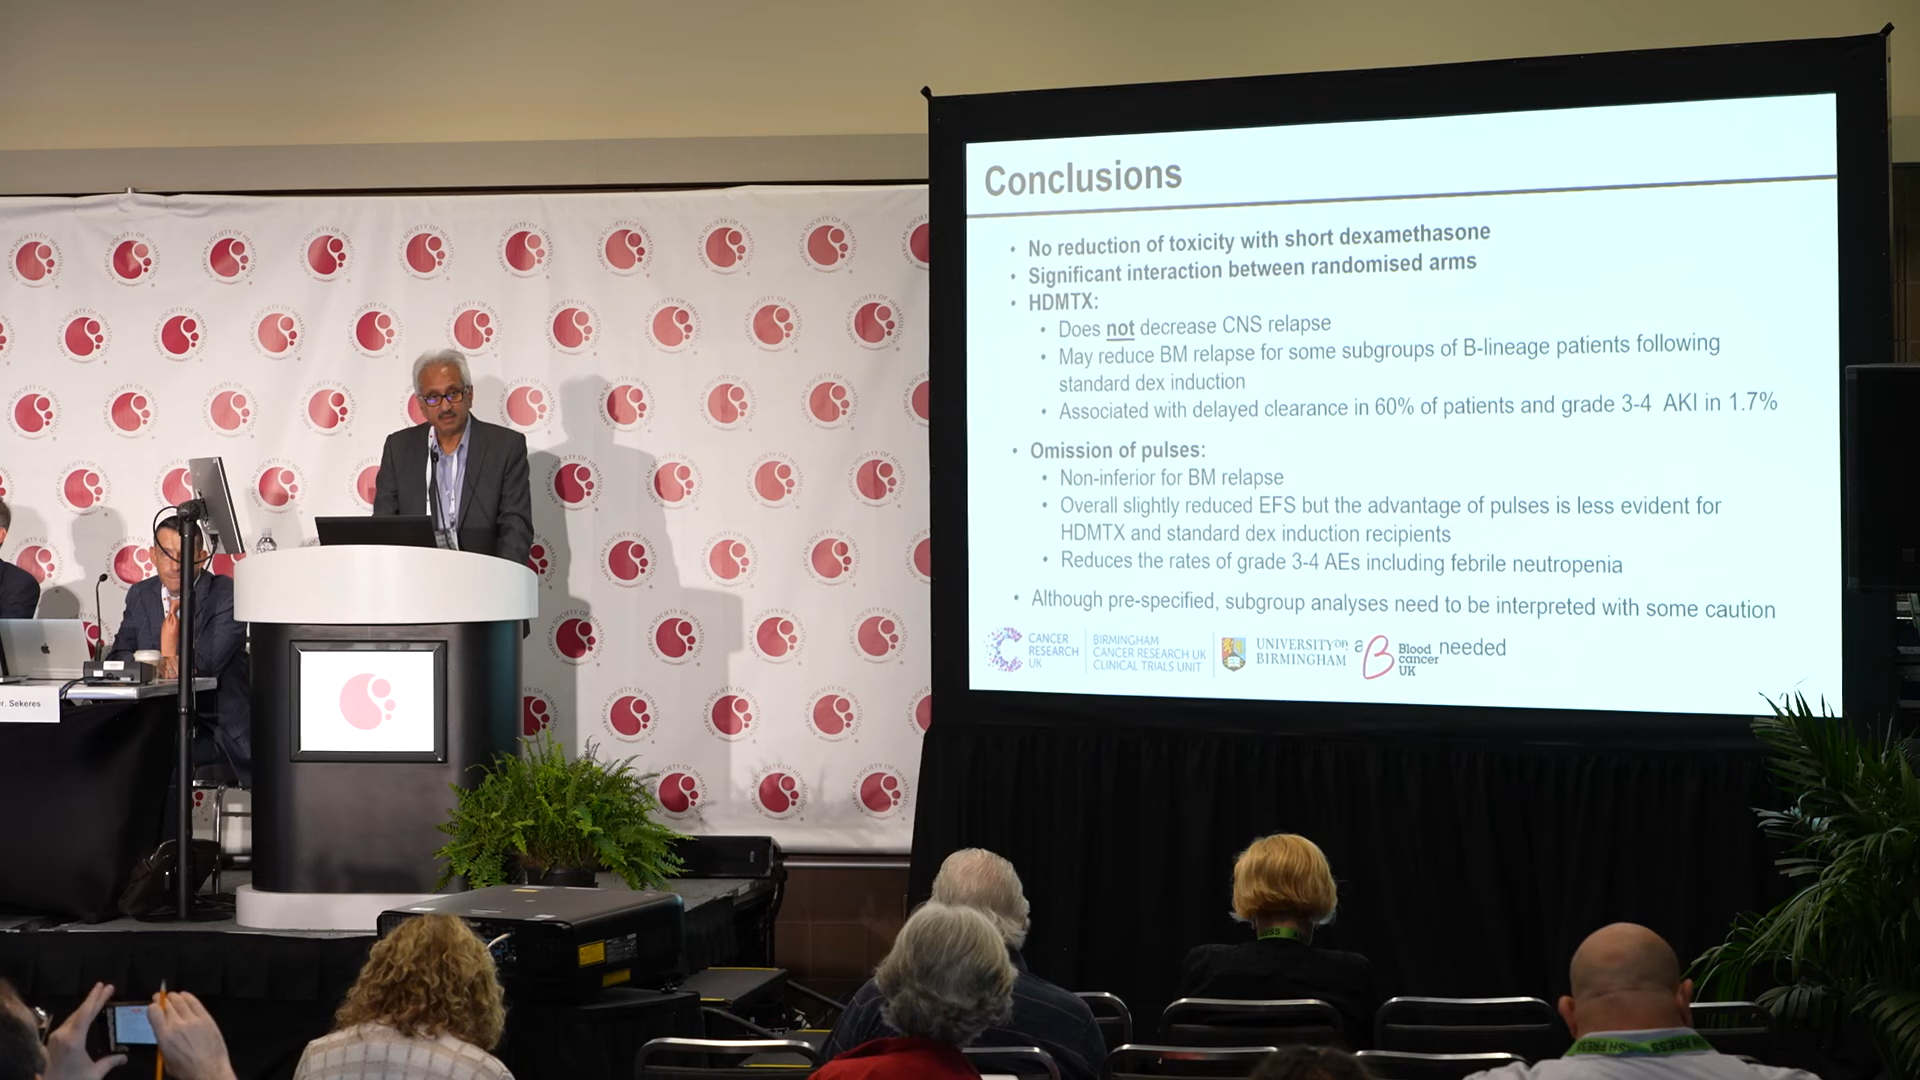 Conclusions
• No reduction of toxicity with short dexamethasone
• Significant interaction between randomised arms
• HDMTX:
• Does not decrease CNS relapse
• May reduce BM relapse for some subgroups of B-lineage patients following
standard dex induction
• Associated with delayed clearance in 60% of patients and grade 3-4 AKI in 1.7%
• Omission of pulses:
• Non-inferior for BM relapse
• Overall slightly reduced EFS but the advantage of pulses is less evident for
HDMTX and standard dex induction recipients
• Reduces the rates of grade 3-4 AEs including febrile neutropenia
• Although pre-specified, subgroup analyses need to be interpreted with some caution
needed
CANCER
RESEARCH
UK
BIRMINGHAM
CANCER RESEARCH UK
CLINICAL TRIALS UNIT
UNIVERSITY OF
BIRMINGHAM
Blood
cancer
UK
AMERICAN SOCIETY OF HEMATOLOGY
r. Sekeres
SH PRESS